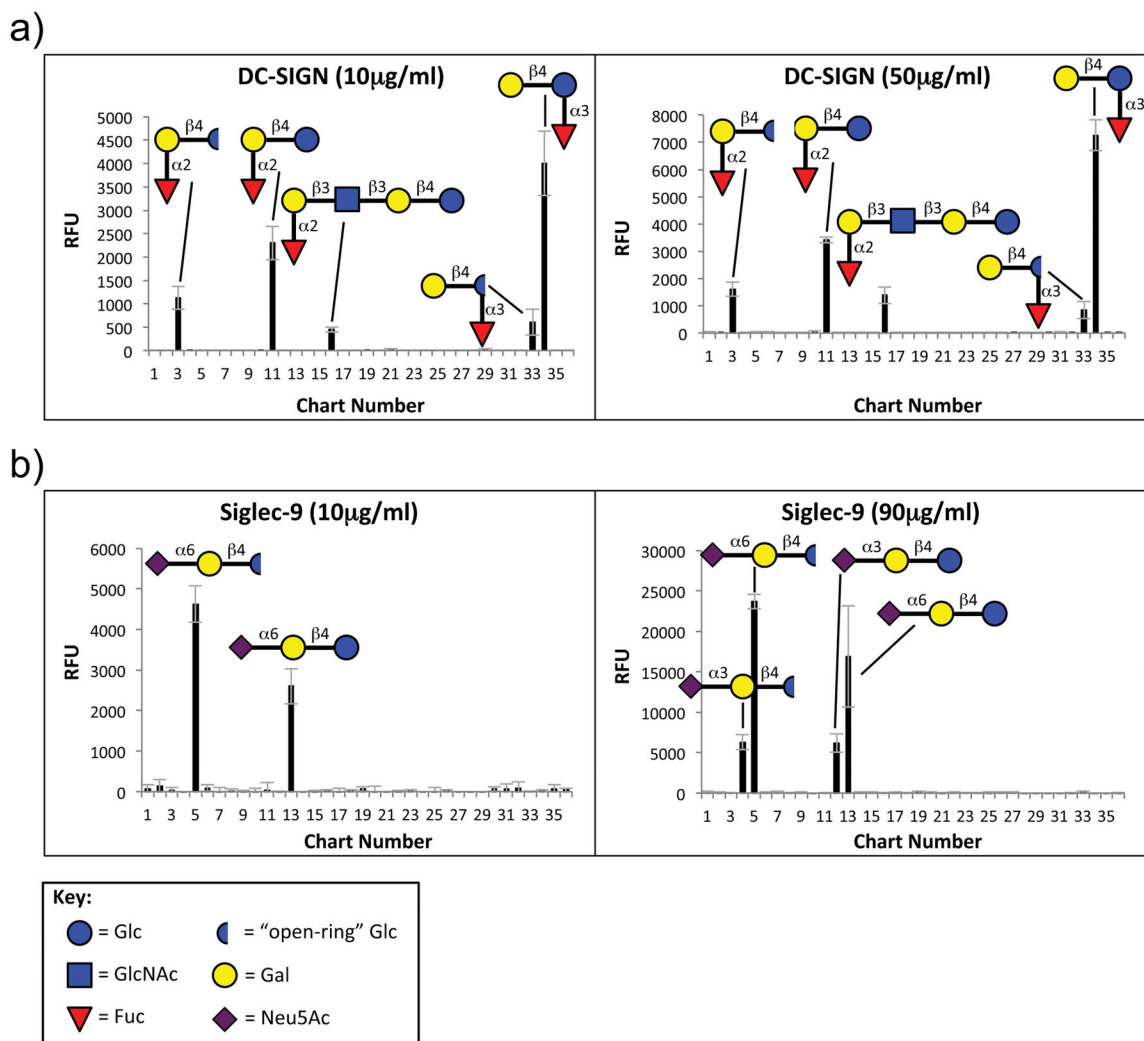 a)
DC-SIGN (10µg/ml)
β4
α2
β4
α2
β3
β3
β4
α2
β4
α3
β4
α3
RFU
5000
4500
4000
3500
3000
2500
2000
1500
1000
500
0
1 3 5 7 9 11 13 15 17 19 21 23 25 27 29 31 33 35
Chart Number
DC-SIGN (50µg/ml)
β4
α2
β4
α2
β3
β3
β4
α2
β4
α3
β4
α3
RFU
8000
7000
6000
5000
4000
3000
2000
1000
0
1 3 5 7 9 11 13 15 17 19 21 23 25 27 29 31 33 35
Chart Number
b)
Siglec-9 (10µg/ml)
α6 β4
α6 β4
RFU
6000
5000
4000
3000
2000
1000
0
1 3 5 7 9 11 13 15 17 19 21 23 25 27 29 31 33 35
Chart Number
Siglec-9 (90µg/ml)
α6 β4
α3 β4
α6 β4
α3 β4
RFU
30000
25000
20000
15000
10000
5000
0
1 3 5 7 9 11 13 15 17 19 21 23 25 27 29 31 33 35
Chart Number
Key:
= Glc
= "open-ring" Glc
= GlcNAc
= Gal
= Fuc
= Neu5Ac